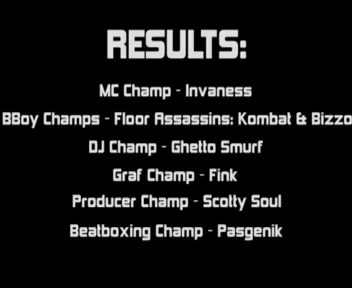 RESULTS:
MC Champ - Invaness
BBoy Champs - Floor Assassins: Kombat & Bizzo
DJ Champ - Ghetto Smurf
Graf Champ - Fink
Producer Champ - Scotty Soul
Beatboxing Champ - Pasgenik